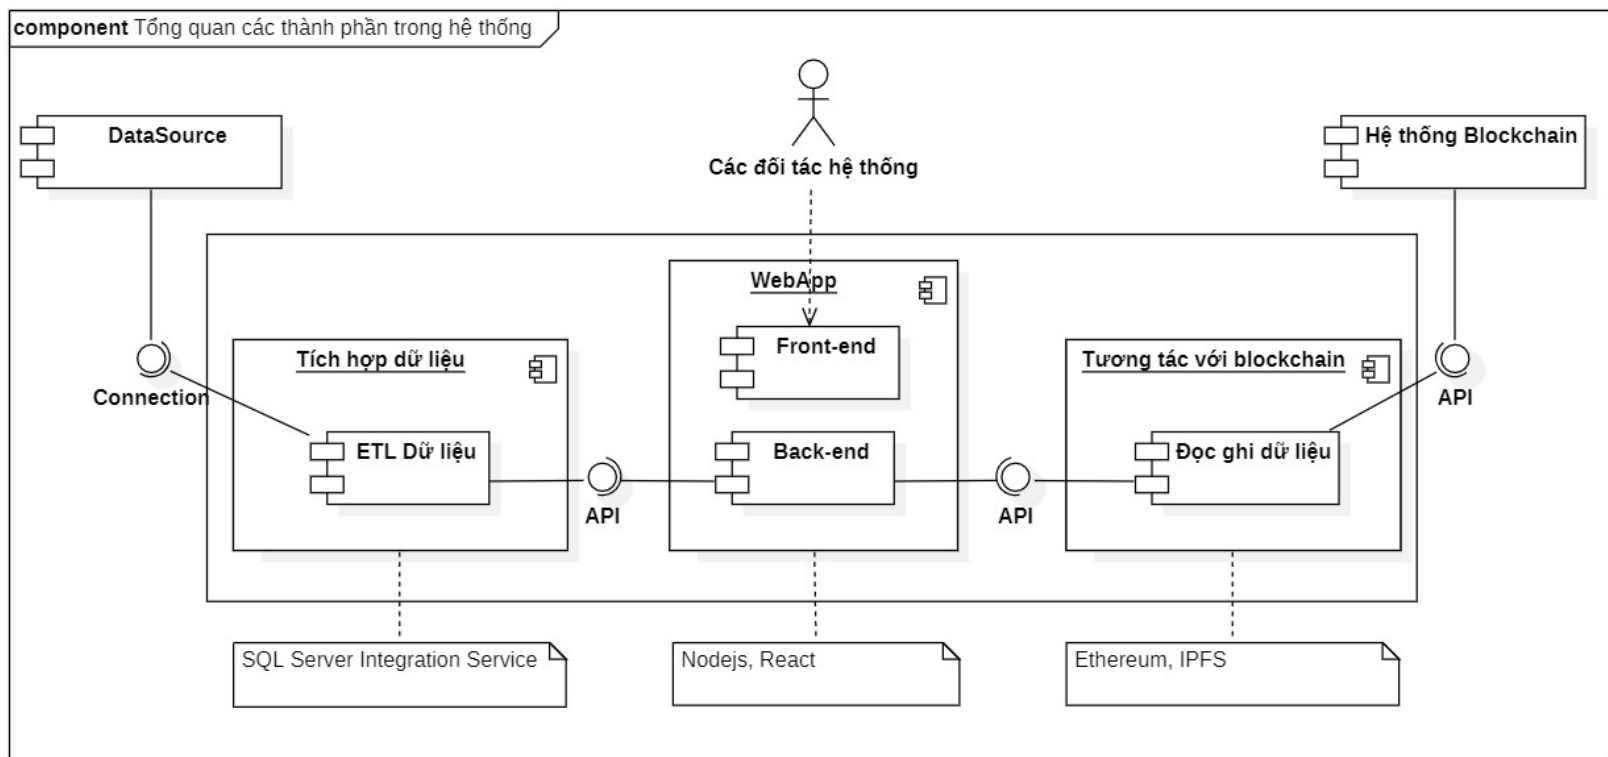 component Tổng quan các thành phần trong hệ thống
DataSource
Các đối tác hệ thống
Hệ thống Blockchain
WebApp
Front-end
Tích hợp dữ liệu
Tương tác với blockchain
Connection
API
ETL Dữ liệu
Back-end
Đọc ghi dữ liệu
API
API
SQL Server Integration Service
Nodejs, React
Ethereum, IPFS